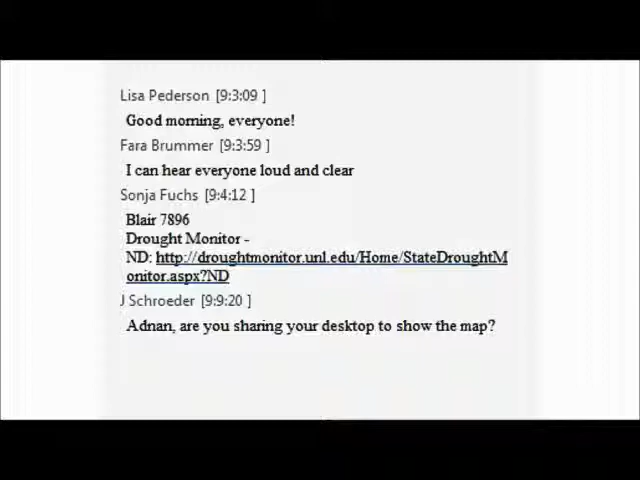 Lisa Pederson [9:3:09 ]
Good morning, everyone!
Fara Brummer [9:3:59 ]
I can hear everyone loud and clear
Sonja Fuchs [9:4:12 ]
Blair 7896
Drought Monitor -
ND: http://droughtmonitor.unl.edu/Home/StateDroughtM
onitor.aspx?ND
J Schroeder [9:9:20 ]
Adnan, are you sharing your desktop to show the map?